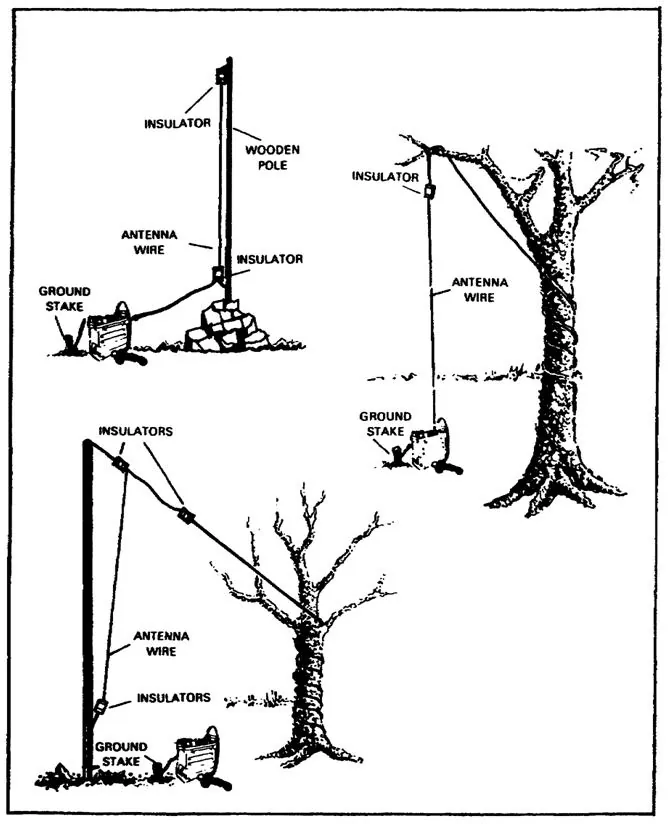 INSULATOR
WOODEN
POLE
ANTENNA
WIRE
INSULATOR
GROUND
STAKE
INSULATOR
ANTENNA
WIRE
GROUND
STAKE
INSULATORS
ANTENNA
WIRE
INSULATORS
GROUND
STAKE